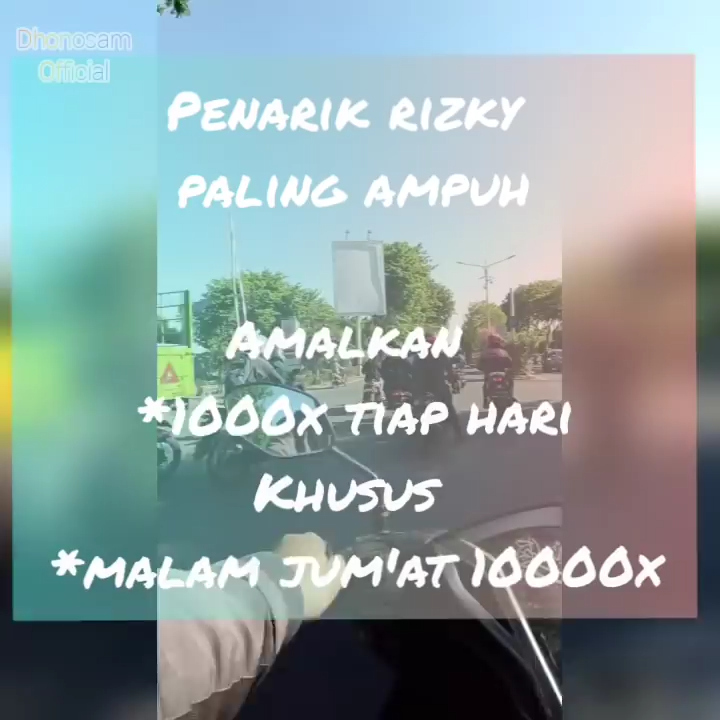 Dhonosam
Official
Penarik rizky
paling ampuh
Amalkan
*1000x tiap hari
Khusus
*malam jum'at 10000x